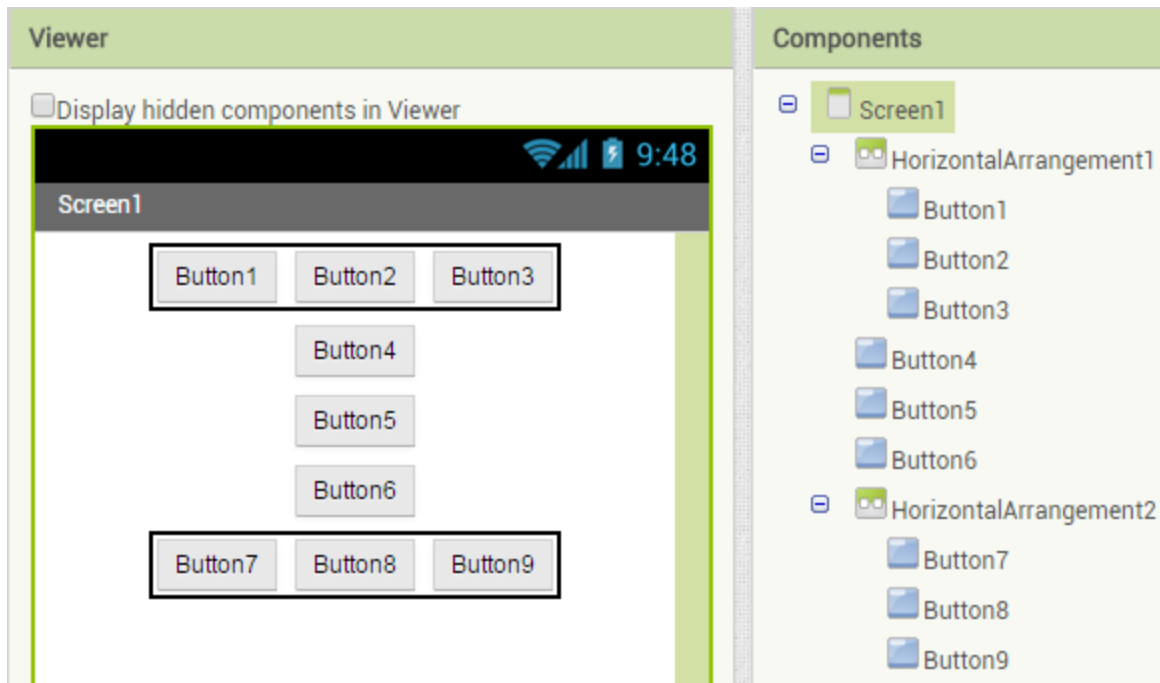 Viewer
Display hidden components in Viewer
9:48
Screen1
Button1 Button2 Button3
Button4
Button5
Button6
Button7 Button8 Button9
Components
Screen1
HorizontalArrangement1
Button1
Button2
Button3
Button4
Button5
Button6
HorizontalArrangement2
Button7
Button8
Button9